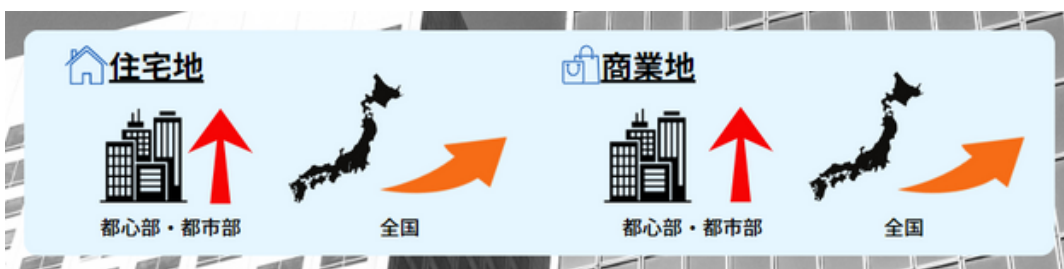 住宅地
商業地
都心部・都市部
全国
都心部・都市部
全国